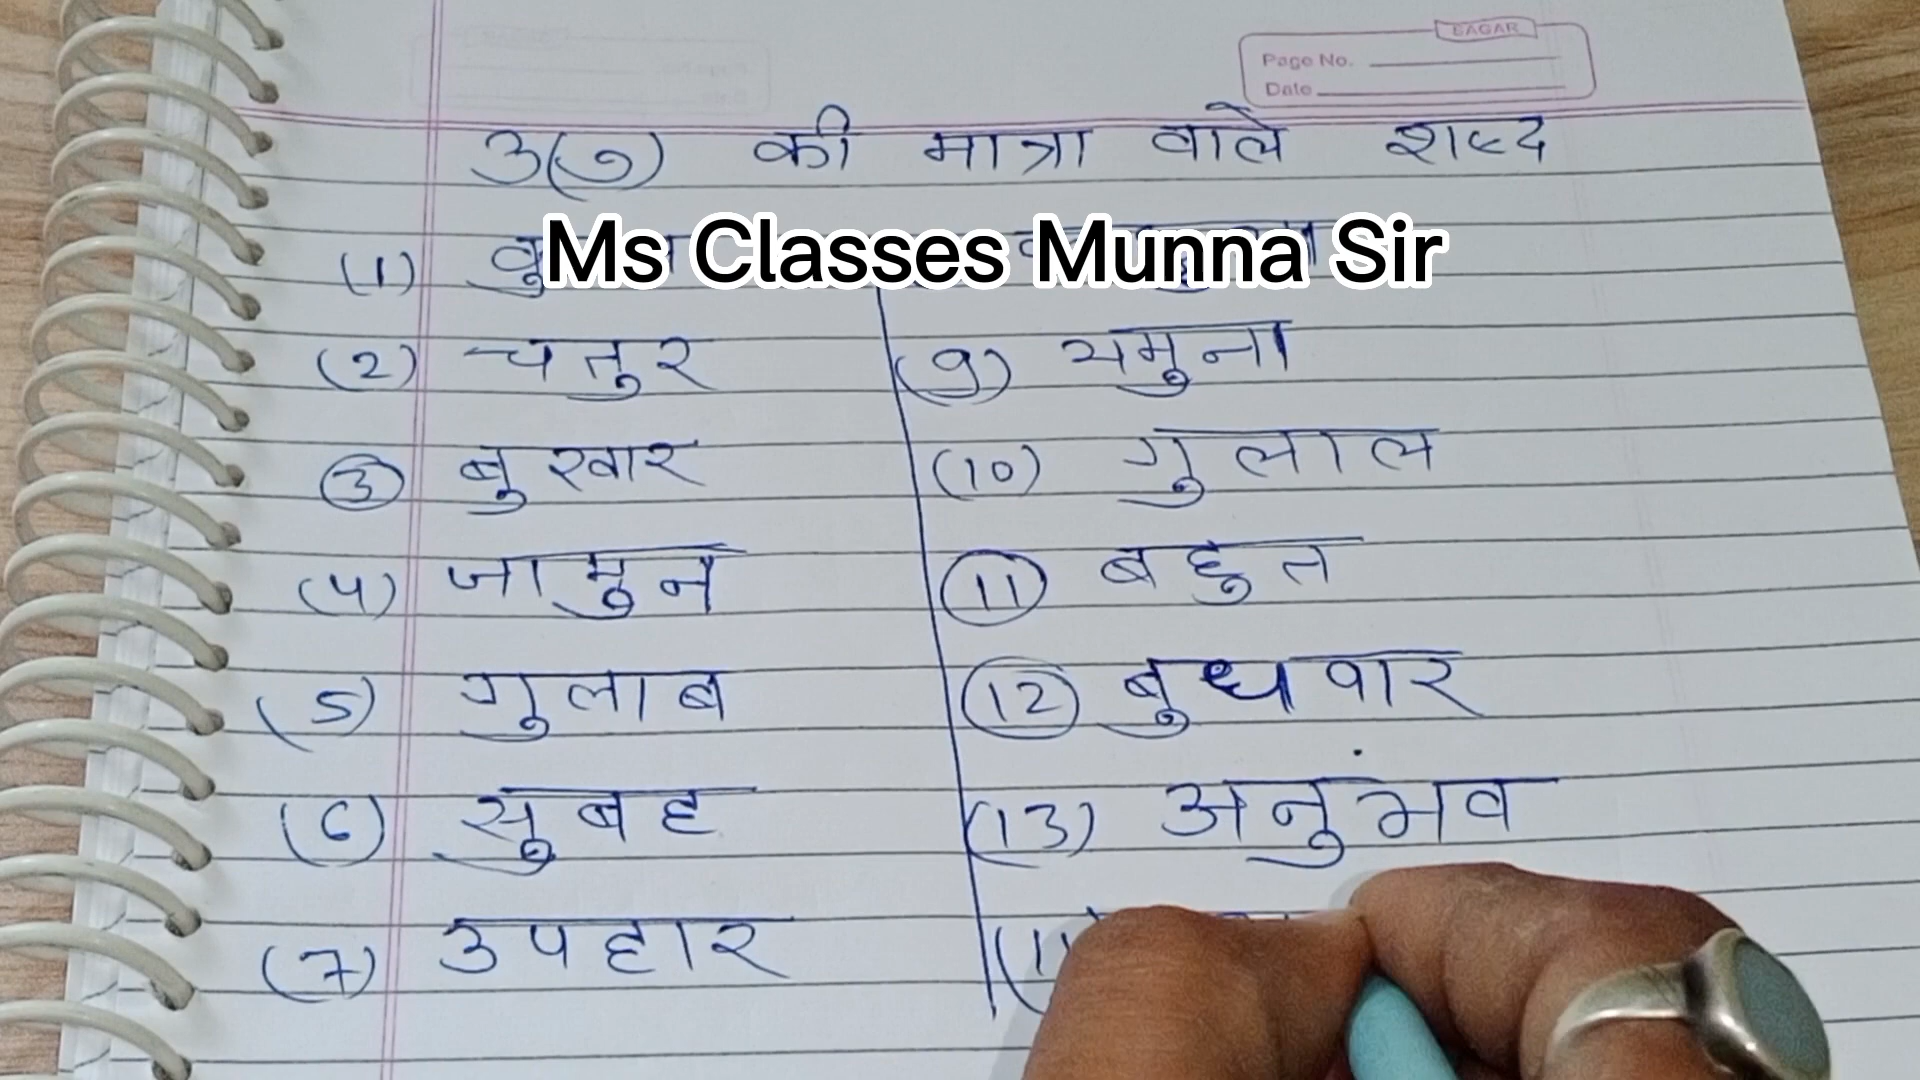 SAGAR
Page No.
Date
उ(ु) की मात्रा वाले शब्द
Ms Classes Munna Sir
(1)
(2) चतुर
(3) बुखार
(4) जामुन
(5) गुलाब
(6) सुबह
(7) उपहार
(9) यमुना
(10) गुलाल
(11) बहुत
(12) बुधवार
(13) अनुंभव